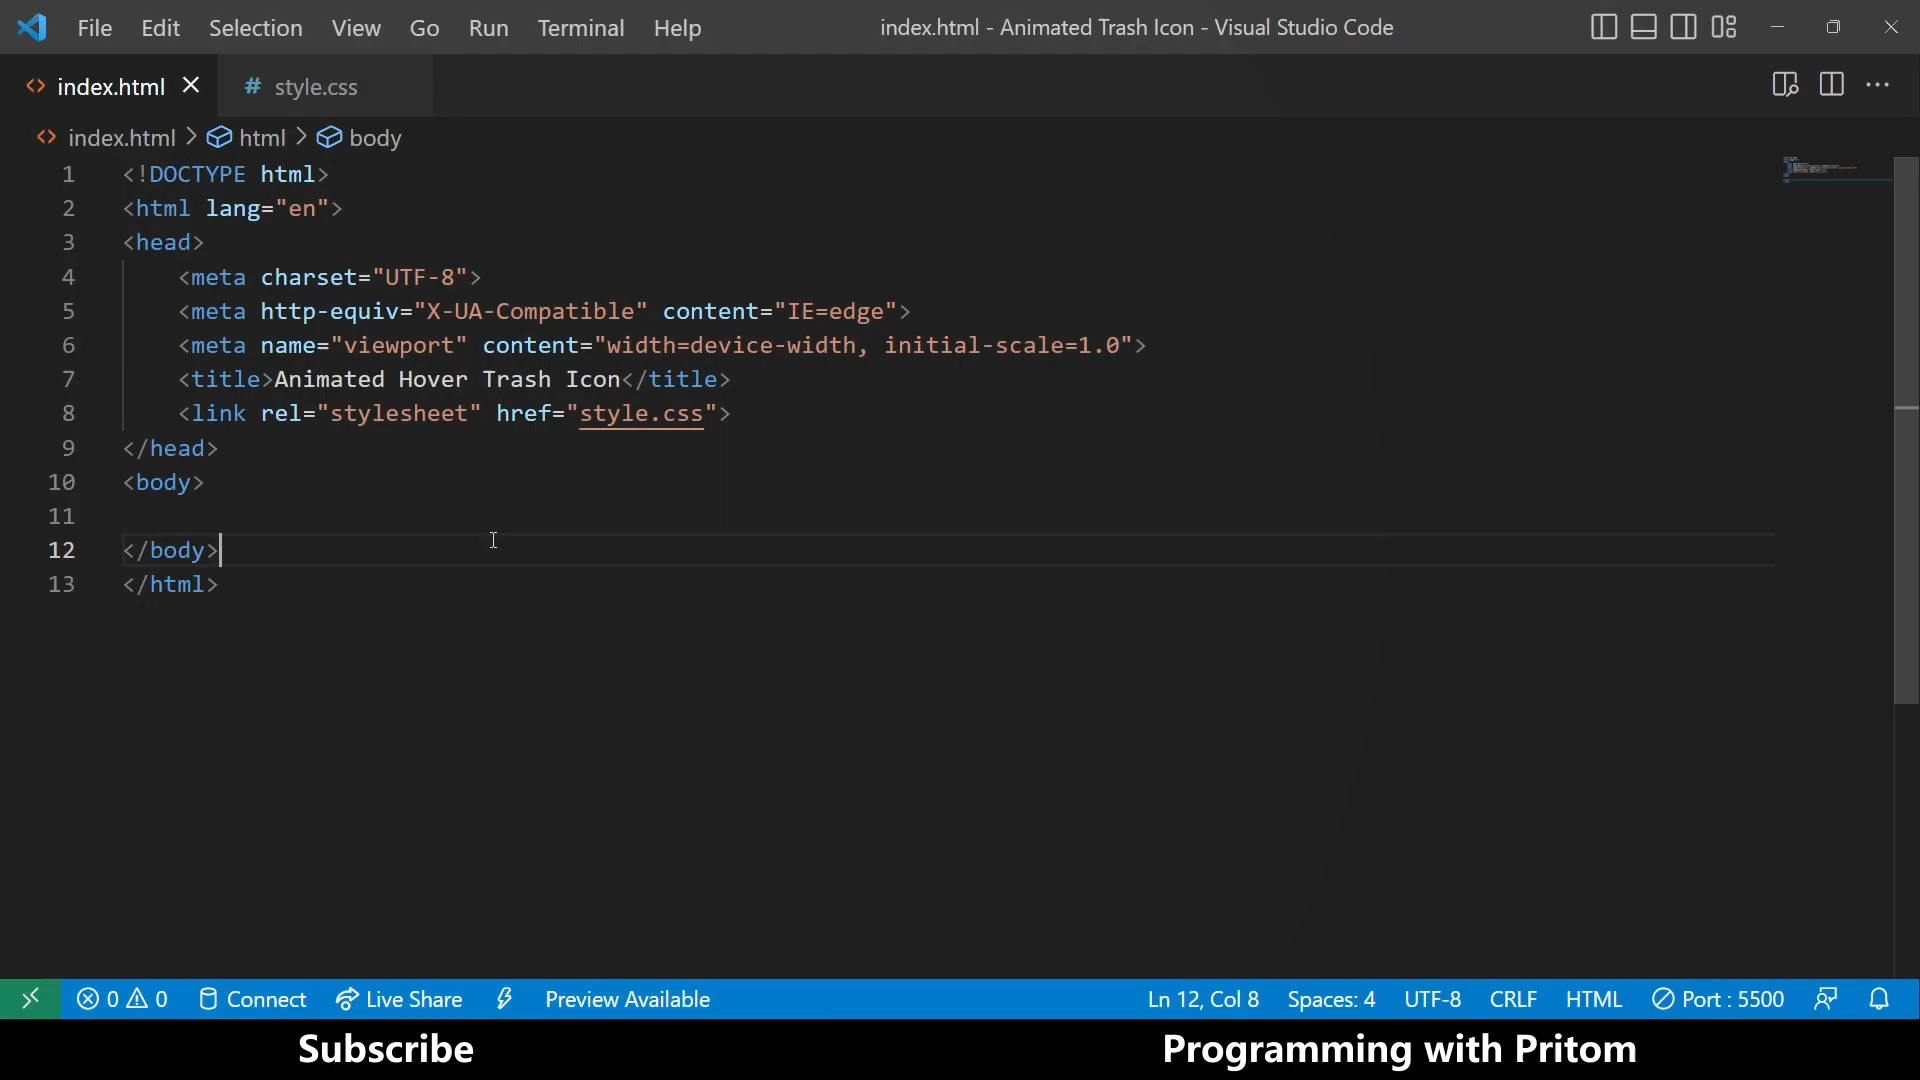 File Edit Selection View Go Run Terminal Help index.html - Animated Trash Icon - Visual Studio Code
index.html # style.css
index.html > html > body
1 <!DOCTYPE html>
2 <html lang="en">
3 <head>
4     <meta charset="UTF-8">
5     <meta http-equiv="X-UA-Compatible" content="IE=edge">
6     <meta name="viewport" content="width=device-width, initial-scale=1.0">
7     <title>Animated Hover Trash Icon</title>
8     <link rel="stylesheet" href="style.css">
9 </head>
10 <body>
11
12 </body>
13 </html>
0 0 Connect Live Share Preview Available Ln 12, Col 8 Spaces: 4 UTF-8 CRLF HTML Port : 5500
Subscribe Programming with Pritom